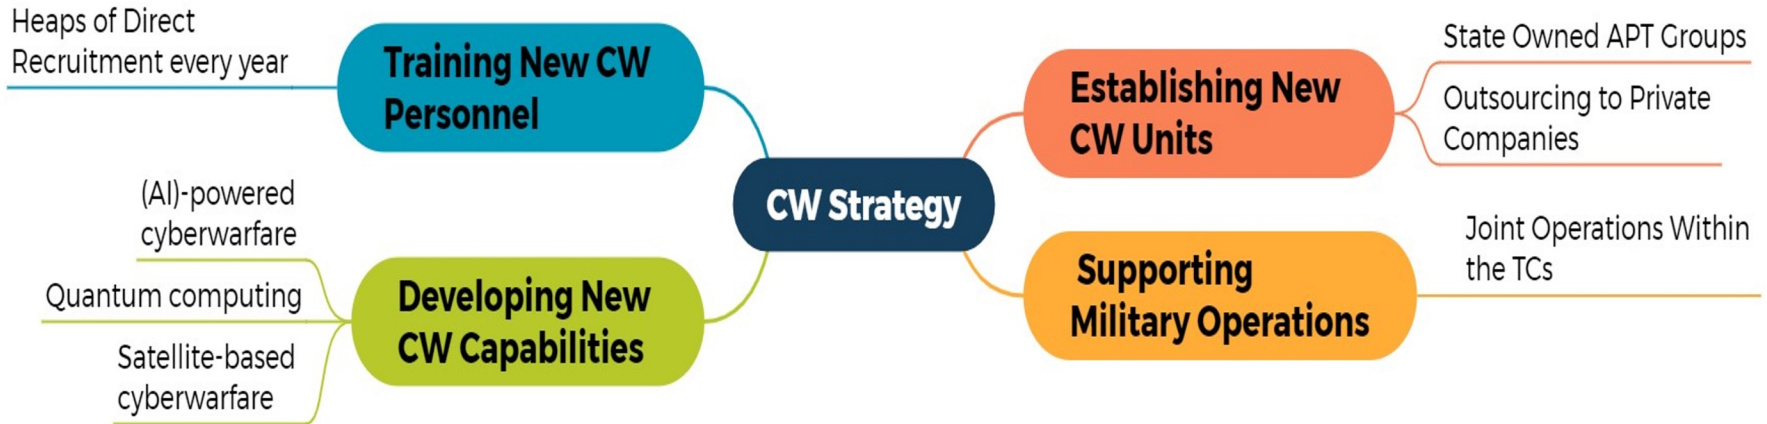 Heaps of Direct
Recruitment every year
Training New CW
Personnel
(AI)-powered
cyberwarfare
Quantum computing
Satellite-based
cyberwarfare
Developing New
CW Capabilities
CW Strategy
Establishing New
CW Units
State Owned APT Groups
Outsourcing to Private
Companies
Supporting
Military Operations
Joint Operations Within
the TCs